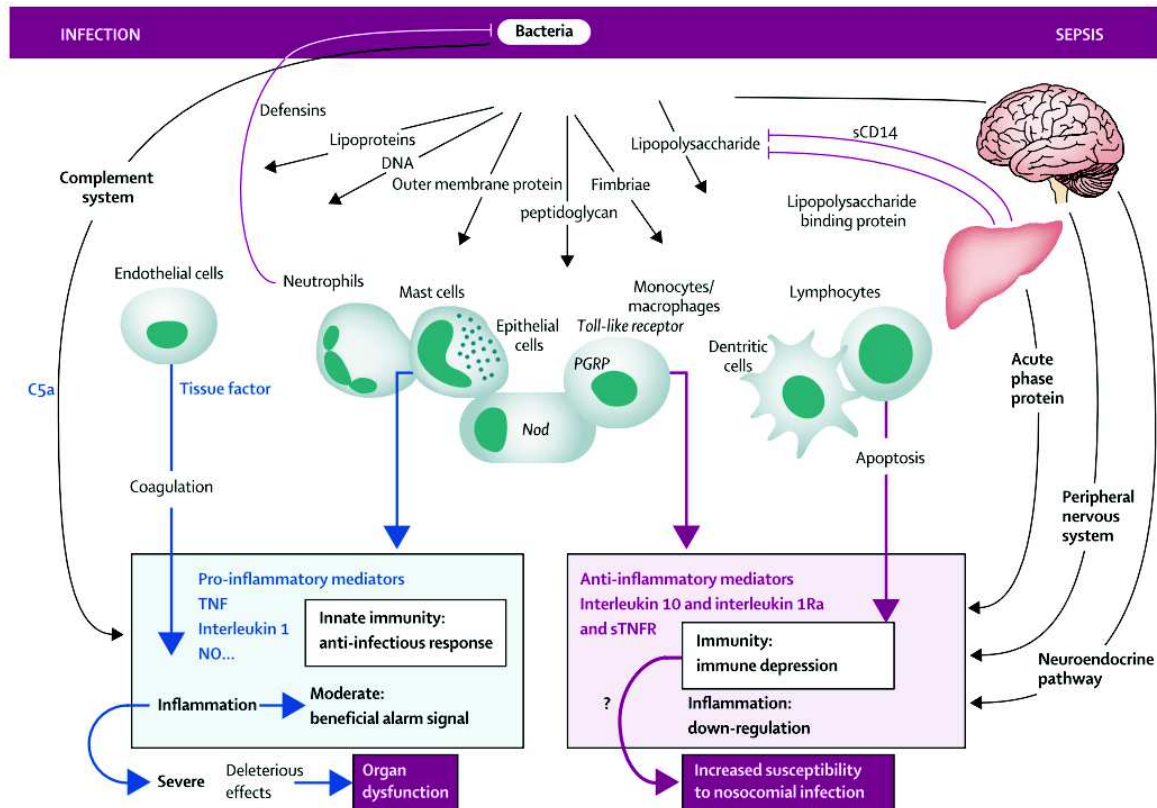 INFECTION
Bacteria
SEPSIS
Defensins
Lipoproteins
DNA
Outer membrane protein
peptidoglycan
Fimbriae
Lipopolysaccharide
sCD14
Lipopolysaccharide
binding protein
Complement
system
Endothelial cells
Neutrophils
Mast cells
Epithelial
cells
Monocytes/
macrophages
Toll-like receptor
PGRP
Nod
Lymphocytes
Dentritic
cells
C5a
Tissue factor
Acute
phase
protein
Coagulation
Apoptosis
Peripheral
nervous
system
Neuroendocrine
pathway
Pro-inflammatory mediators
TNF
Interleukin 1
NO...
Innate immunity:
anti-infectious response
Inflammation
Moderate:
beneficial alarm signal
Severe
Deleterious
effects
Organ
dysfunction
Anti-inflammatory mediators
Interleukin 10 and interleukin 1Ra
and sTNFR
Immunity:
immune depression
?
Inflammation:
down-regulation
Increased susceptibility
to nosocomial infection